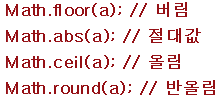 Math.floor(a); // 버림
Math.abs(a); // 절대값
Math.ceil(a); // 올림
Math.round(a); // 반올림